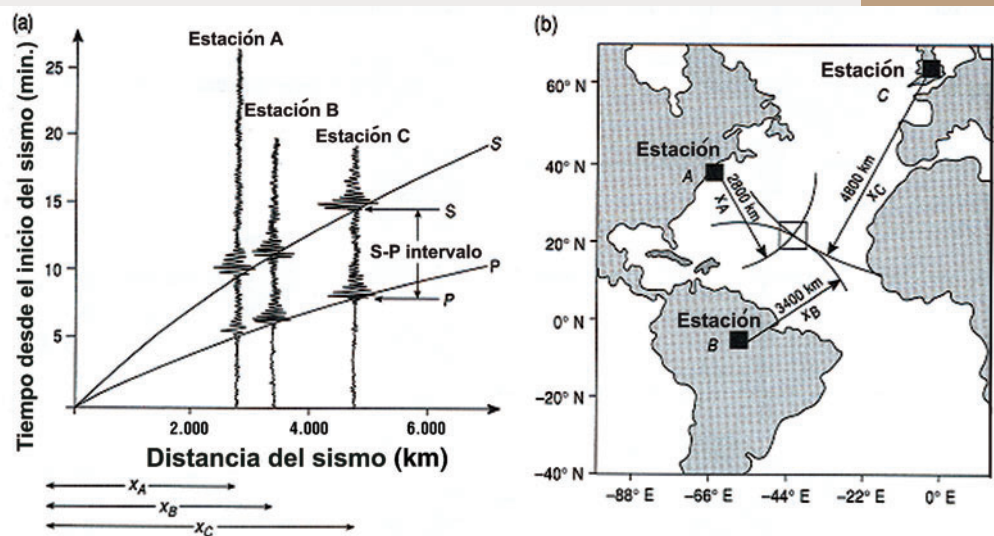 (a)
Estación A
Estación B
Estación C
Tiempo desde el inicio del sismo (min.)
25
20
15
10
5
S
S
S-P intervalo
P
P
2.000
4.000
6.000
Distancia del sismo (km)
xA
xB
xC
(b)
Estación
C
60° N
Estación
A
40° N
2800 km
xA
4800 km
xC
20° N
3400 km
xB
0° N
Estación
B
−20° N
−40° N
−88° E
−66° E
−44° E
−22° E
0° E